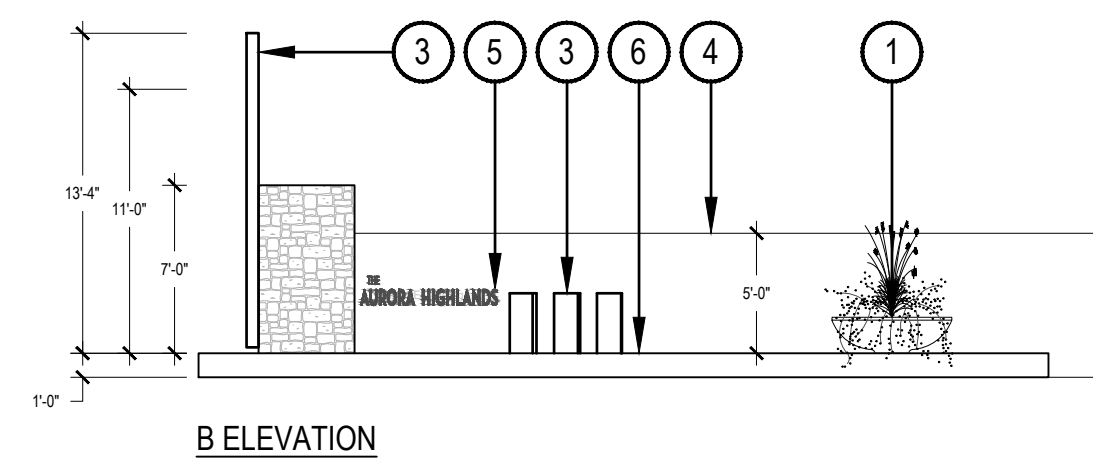 3 5 3 6 4 1
13'-4"
11'-0"
7'-0"
5'-0"
THE
AURORA HIGHLANDS
1'-0"
B ELEVATION